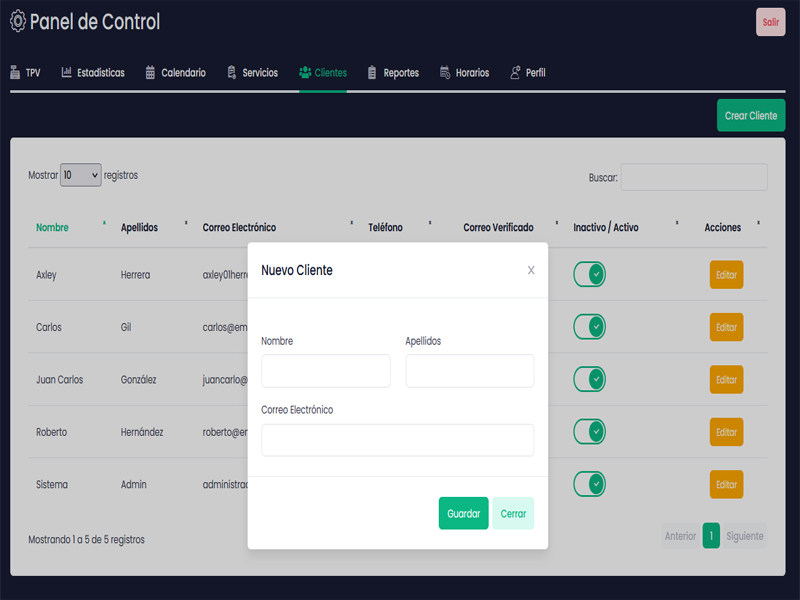 Panel de Control
Salir
TPV Estadísticas Calendario Servicios Clientes Reportes Horarios Perfil
Crear Cliente
Mostrar 10 registros
Buscar:
Nombre Apellidos Correo Electrónico Teléfono Correo Verificado Inactivo / Activo Acciones
Nuevo Cliente X
Axley Herrera axley01herr Editar
Carlos Gil carlos@em Editar
Nombre Apellidos
Juan Carlos González juancarlo@ Editar
Correo Electrónico
Roberto Hernández roberto@er Editar
Sistema Admin administrac Editar
Guardar Cerrar
Mostrando 1 a 5 de 5 registros
Anterior 1 Siguiente